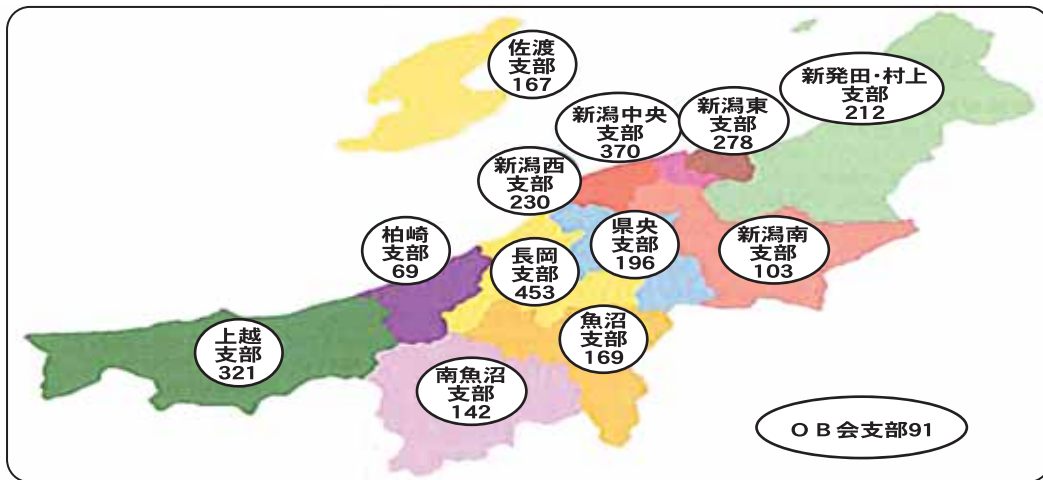 佐渡
支部
167
新発田・村上
支部
212
新潟中央
支部
370
新潟東
支部
278
新潟西
支部
230
柏崎
支部
69
長岡
支部
453
県央
支部
196
新潟南
支部
103
上越
支部
321
魚沼
支部
169
南魚沼
支部
142
OB会支部91